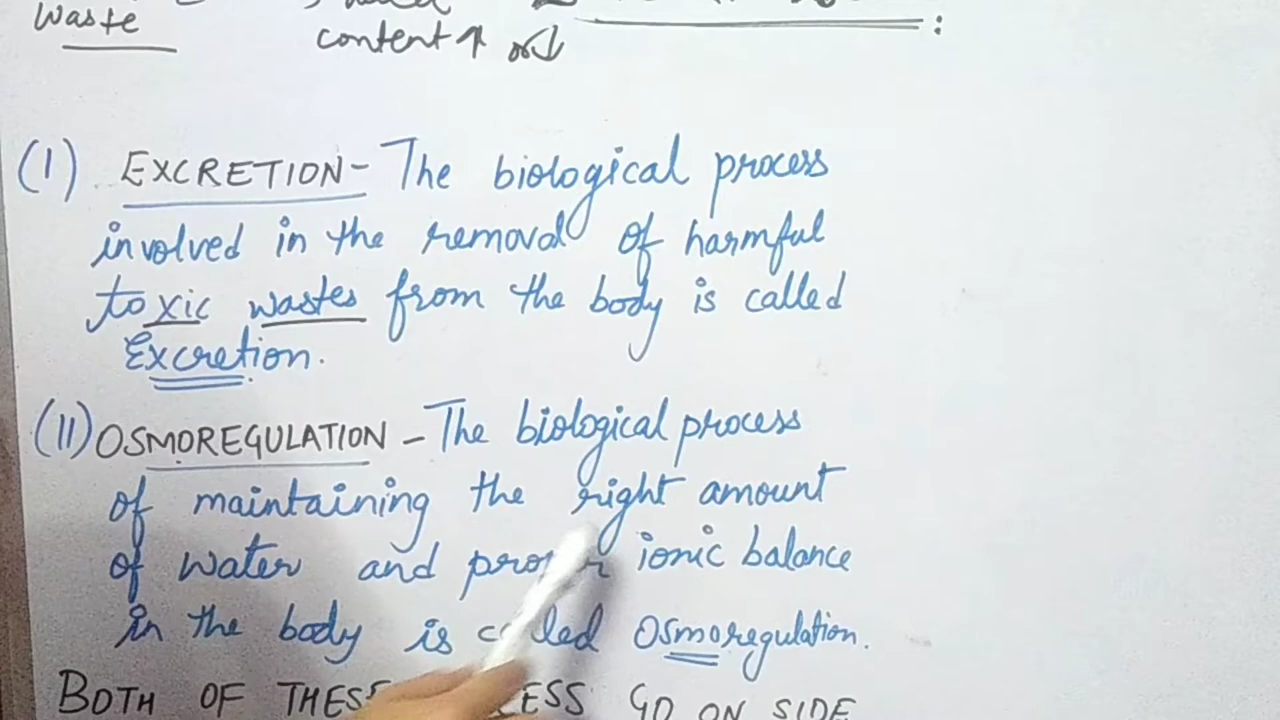 waste content ↑ or ↓ :
(I) EXCRETION - The biological process
involved in the removal of harmful
toxic wastes from the body is called
Excretion.
(II) OSMOREGULATION - The biological process
of maintaining the right amount
of water and ionic balance
in the body is called Osmoregulation.
BOTH OF THESE GO ON SIDE